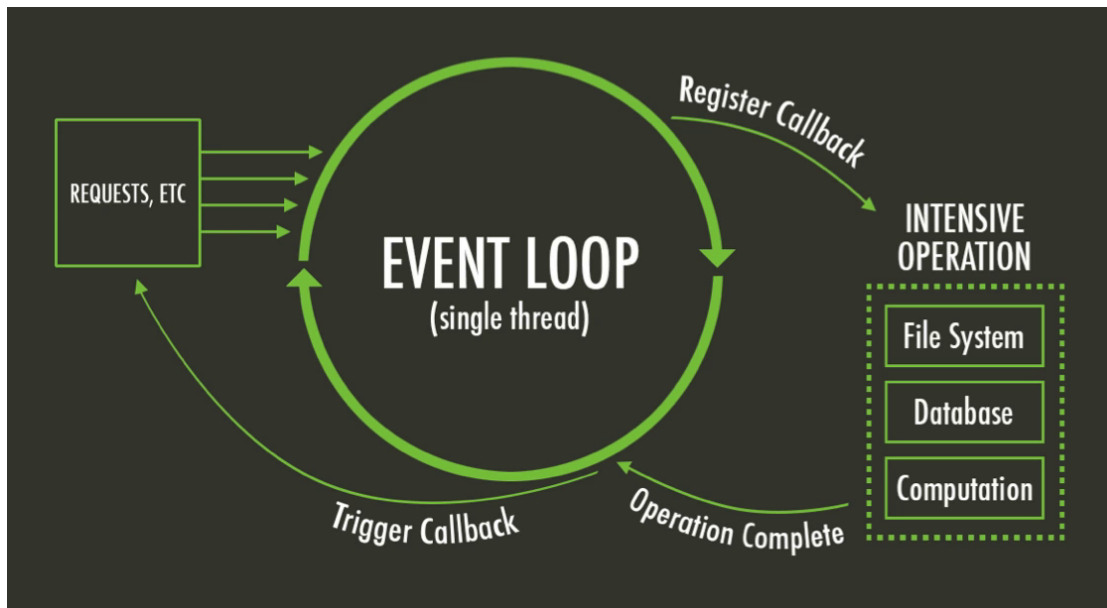 REQUESTS, ETC
EVENT LOOP
(single thread)
Register Callback
INTENSIVE
OPERATION
File System
Database
Computation
Operation Complete
Trigger Callback